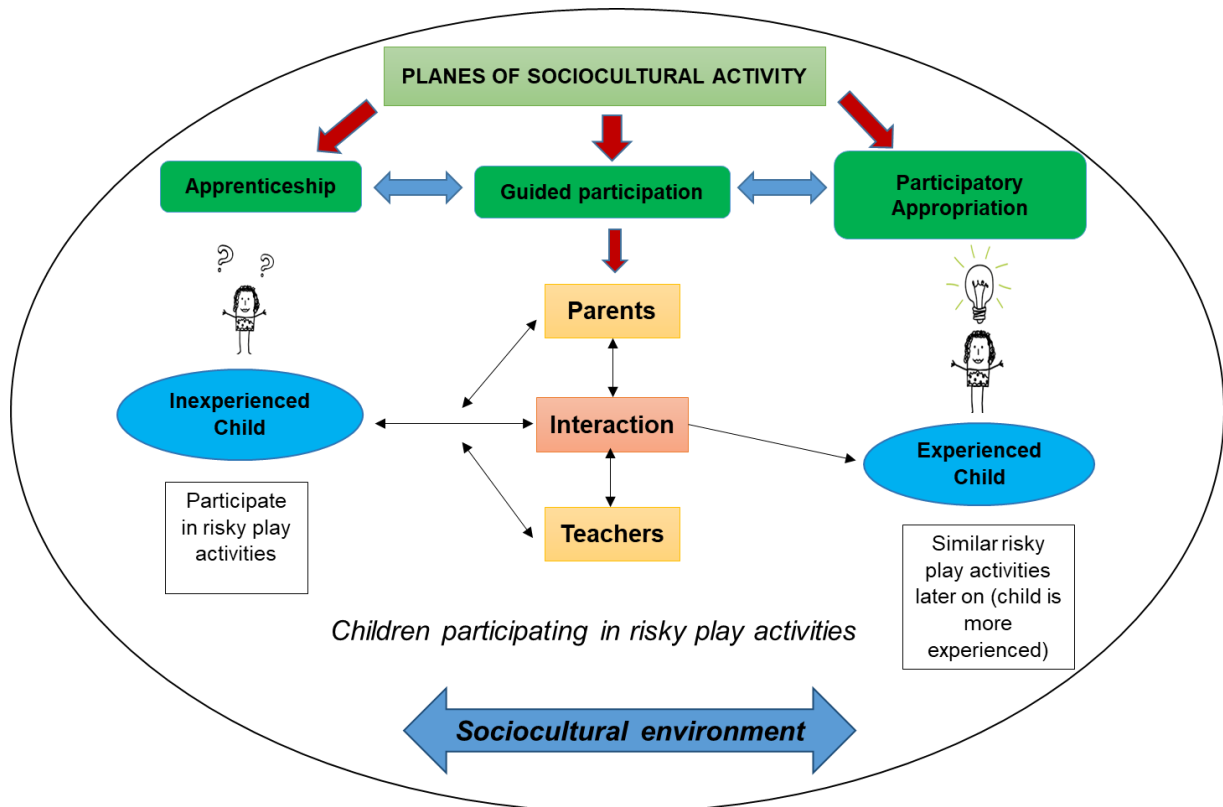 PLANES OF SOCIOCULTURAL ACTIVITY
Apprenticeship
Guided participation
Participatory
Appropriation
? ?
Parents
Inexperienced
Child
Interaction
Experienced
Child
Participate
in risky play
activities
Teachers
Similar risky
play activities
later on (child is
more
experienced)
Children participating in risky play activities
Sociocultural environment